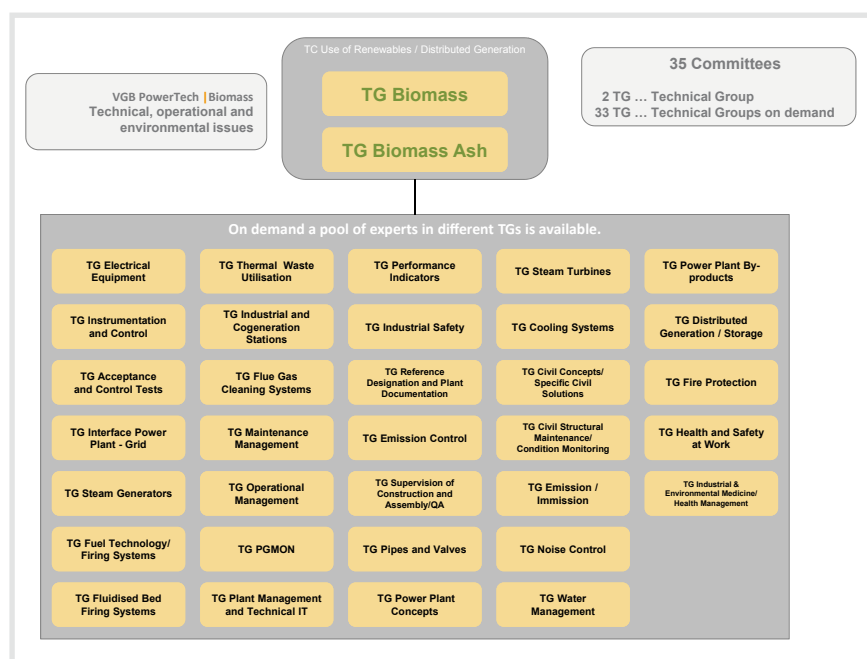 TC Use of Renewables / Distributed Generation
TG Biomass
TG Biomass Ash
VGB PowerTech | Biomass
Technical, operational and
environmental issues
35 Committees
2 TG ... Technical Group
33 TG ... Technical Groups on demand
On demand a pool of experts in different TGs is available.
TG Electrical
Equipment
TG Thermal Waste
Utilisation
TG Performance
Indicators
TG Steam Turbines
TG Power Plant By-
products
TG Instrumentation
and Control
TG Industrial and
Cogeneration
Stations
TG Industrial Safety
TG Cooling Systems
TG Distributed
Generation / Storage
TG Acceptance
and Control Tests
TG Flue Gas
Cleaning Systems
TG Reference
Designation and Plant
Documentation
TG Civil Concepts/
Specific Civil
Solutions
TG Fire Protection
TG Interface Power
Plant - Grid
TG Maintenance
Management
TG Emission Control
TG Civil Structural
Maintenance/
Condition Monitoring
TG Health and Safety
at Work
TG Steam Generators
TG Operational
Management
TG Supervision of
Construction and
Assembly/QA
TG Emission /
Immission
TG Industrial &
Environmental Medicine/
Health Management
TG Fuel Technology/
Firing Systems
TG PGMON
TG Pipes and Valves
TG Noise Control
TG Fluidised Bed
Firing Systems
TG Plant Management
and Technical IT
TG Power Plant
Concepts
TG Water
Management